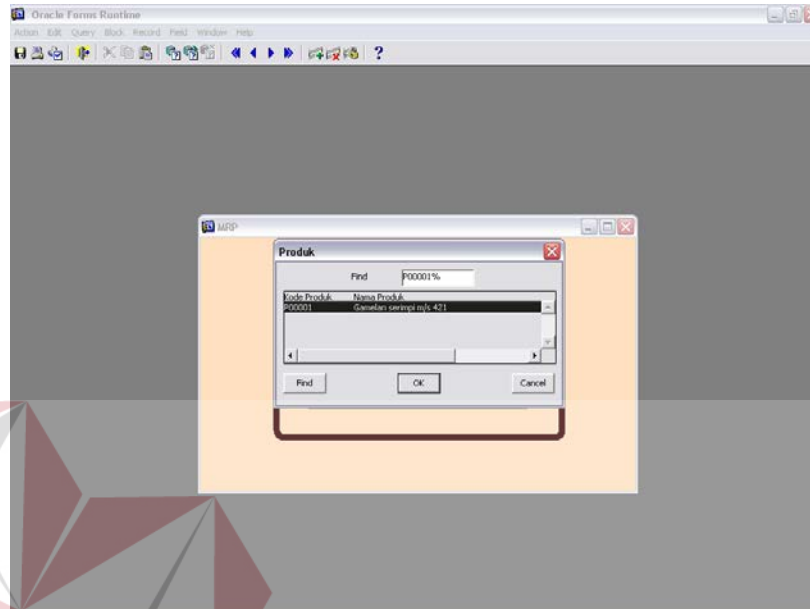 Oracle Forms Runtime
Action Edit Query Block Record Field Window Help
?
MRP
Produk
Find P00001%
Kode Produk Nama Produk
P00001 Gamelan serimpi m/s 421
Find OK Cancel